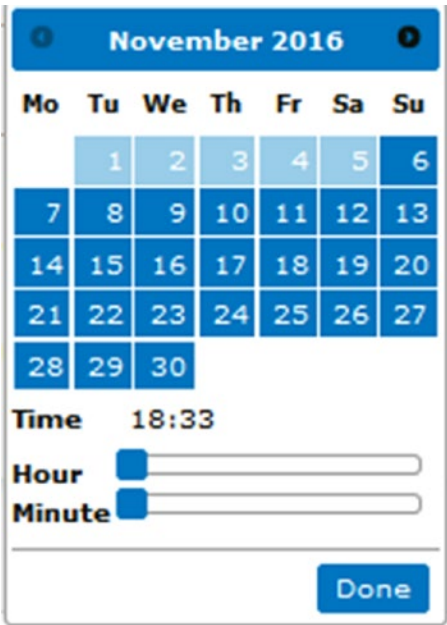 November 2016
Mo Tu We Th Fr Sa Su
1 2 3 4 5 6
7 8 9 10 11 12 13
14 15 16 17 18 19 20
21 22 23 24 25 26 27
28 29 30
Time 18:33
Hour
Minute
Done